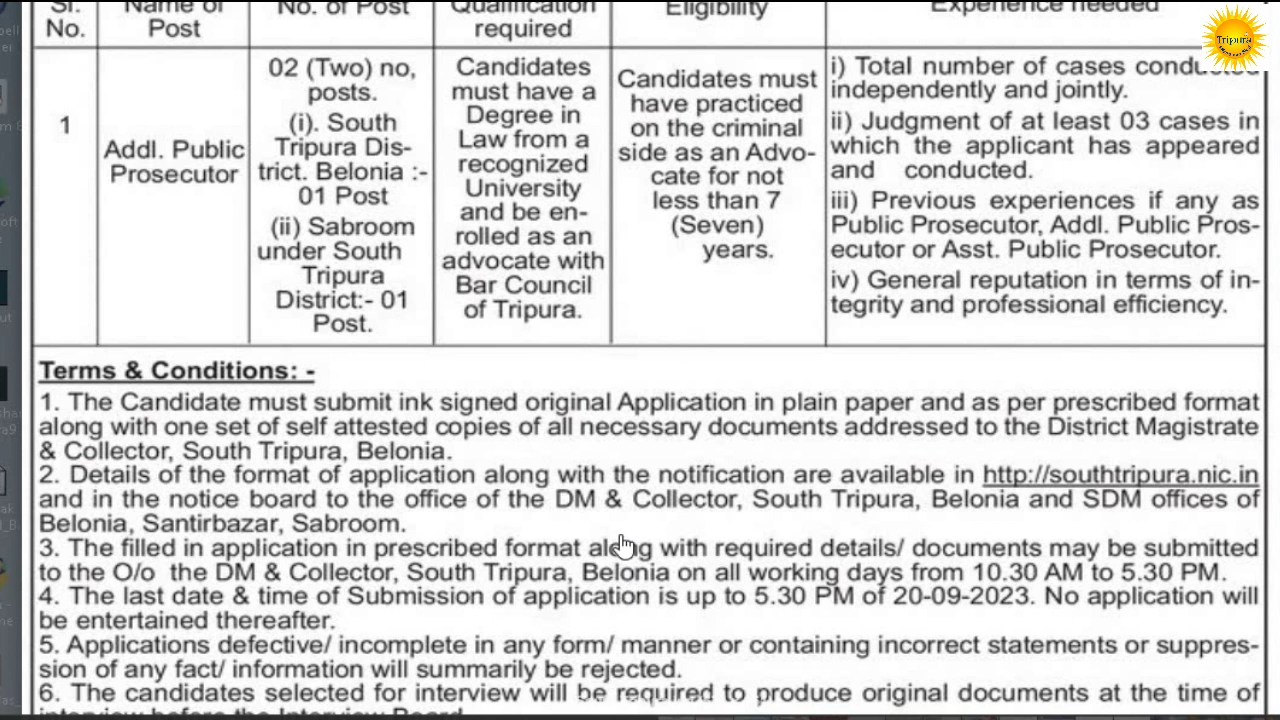 Sr. Name of No. of Post Qualification Eligibility Experience needed
No. Post required
1
Addl. Public
Prosecutor
02 (Two) no,
posts.
(i). South
Tripura Dis-
trict. Belonia :-
01 Post
(ii) Sabroom
under South
Tripura
District:- 01
Post.
Candidates
must have a
Degree in
Law from a
recognized
University
and be en-
rolled as an
advocate with
Bar Council
of Tripura.
Candidates must
have practiced
on the criminal
side as an Advo-
cate for not
less than 7
(Seven)
years.
i) Total number of cases conducted
independently and jointly.
ii) Judgment of at least 03 cases in
which the applicant has appeared
and conducted.
iii) Previous experiences if any as
Public Prosecutor, Addl. Public Pros-
ecutor or Asst. Public Prosecutor.
iv) General reputation in terms of in-
tegrity and professional efficiency.
Tripura
Terms & Conditions: -
1. The Candidate must submit ink signed original Application in plain paper and as per prescribed format
along with one set of self attested copies of all necessary documents addressed to the District Magistrate
& Collector, South Tripura, Belonia.
2. Details of the format of application along with the notification are available in http://southtripura.nic.in
and in the notice board to the office of the DM & Collector, South Tripura, Belonia and SDM offices of
Belonia, Santirbazar, Sabroom.
3. The filled in application in prescribed format along with required details/ documents may be submitted
to the O/o the DM & Collector, South Tripura, Belonia on all working days from 10.30 AM to 5.30 PM.
4. The last date & time of Submission of application is up to 5.30 PM of 20-09-2023. No application will
be entertained thereafter.
5. Applications defective/ incomplete in any form/ manner or containing incorrect statements or suppres-
sion of any fact/ information will summarily be rejected.
6. The candidates selected for interview will be required to produce original documents at the time of
interview before the Interview Board.